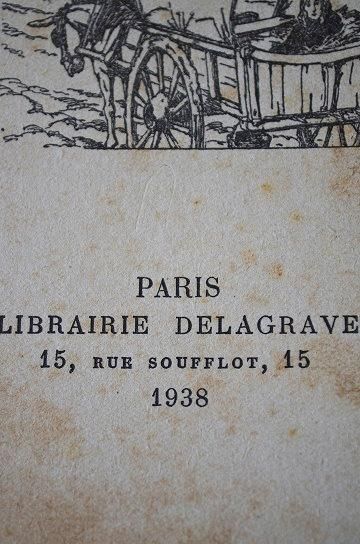 PARIS
LIBRAIRIE DELAGRAVE
15, RUE SOUFFLOT, 15
1938